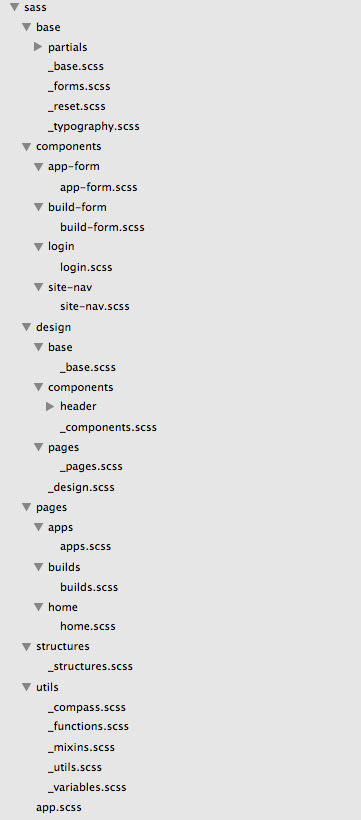 sass
base
partials
_base.scss
_forms.scss
_reset.scss
_typography.scss
components
app-form
app-form.scss
build-form
build-form.scss
login
login.scss
site-nav
site-nav.scss
design
base
_base.scss
components
header
_components.scss
pages
_pages.scss
_design.scss
pages
apps
apps.scss
builds
builds.scss
home
home.scss
structures
_structures.scss
utils
_compass.scss
_functions.scss
_mixins.scss
_utils.scss
_variables.scss
app.scss